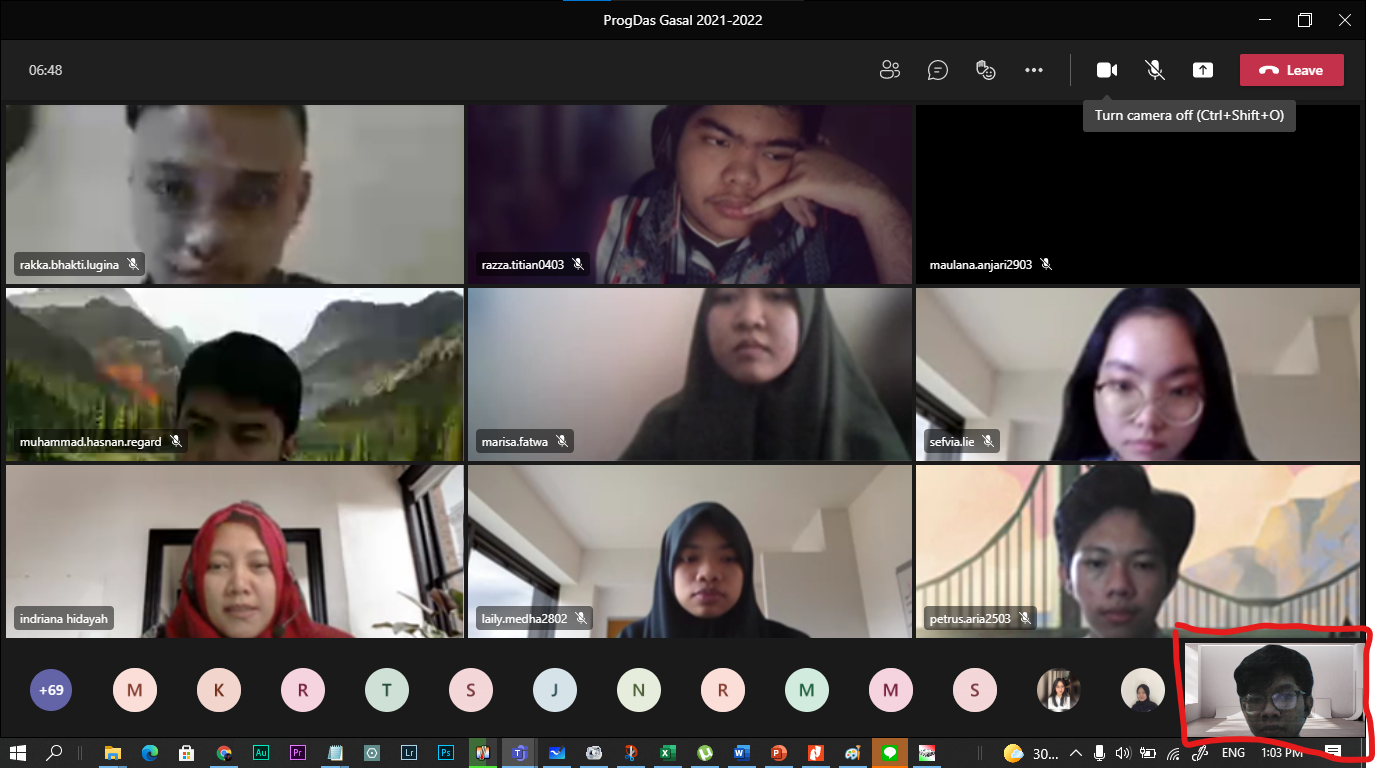 ProgDas Gasal 2021-2022
06:48
Leave
Turn camera off (Ctrl+Shift+O)
rakka.bhakti.lugina
razza.titian0403
maulana.anjari2903
muhammad.hasnan.regard
marisa.fatwa
sefvia.lie
indriana hidayah
laily.medha2802
petrus.aria2503
+69
M
K
R
T
S
J
N
R
M
M
S
Au
Pr
Lr
Ps
30...
ENG
1:03 PM